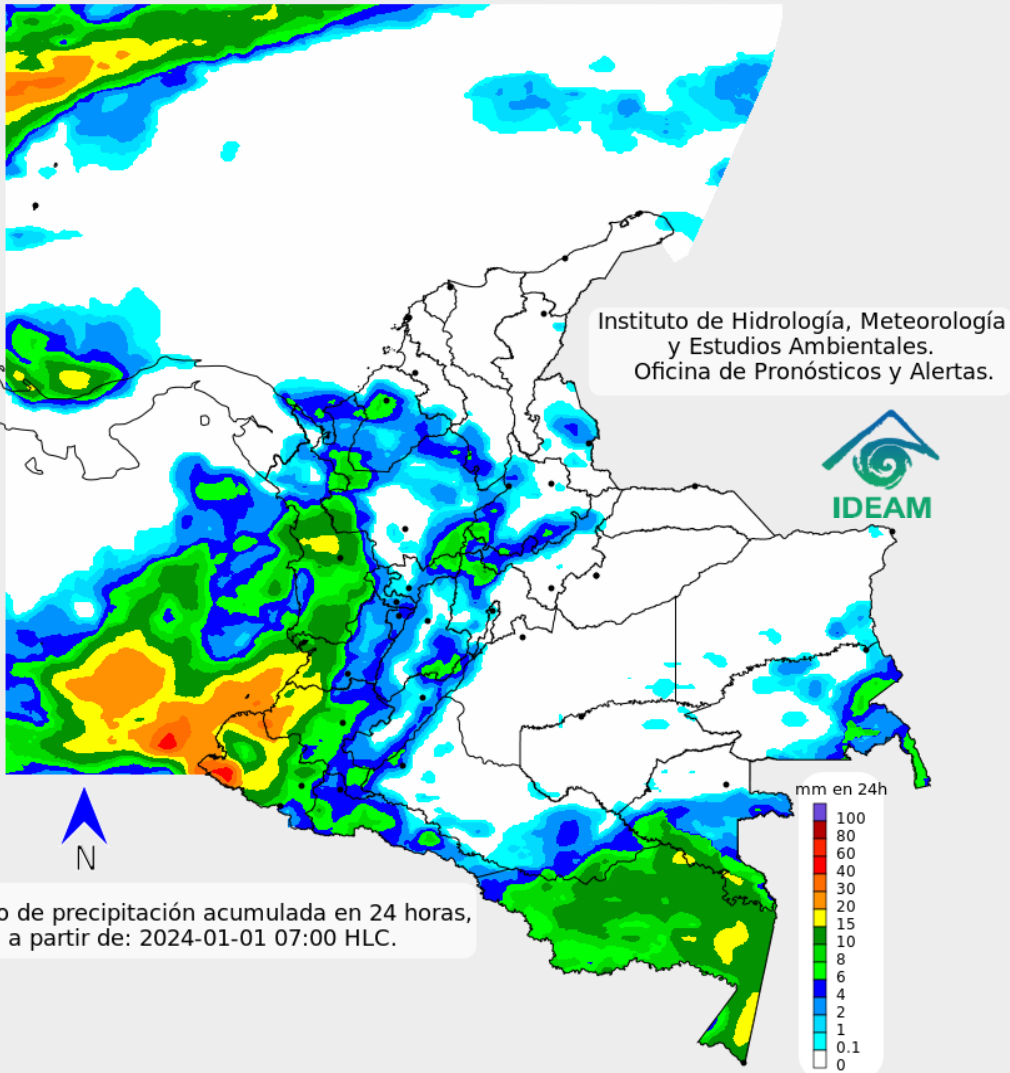 Instituto de Hidrología, Meteorología
y Estudios Ambientales.
Oficina de Pronósticos y Alertas.
IDEAM
mm en 24h
100
80
60
40
30
20
15
10
8
6
4
2
1
0.1
0
N
de precipitación acumulada en 24 horas,
a partir de: 2024-01-01 07:00 HLC.